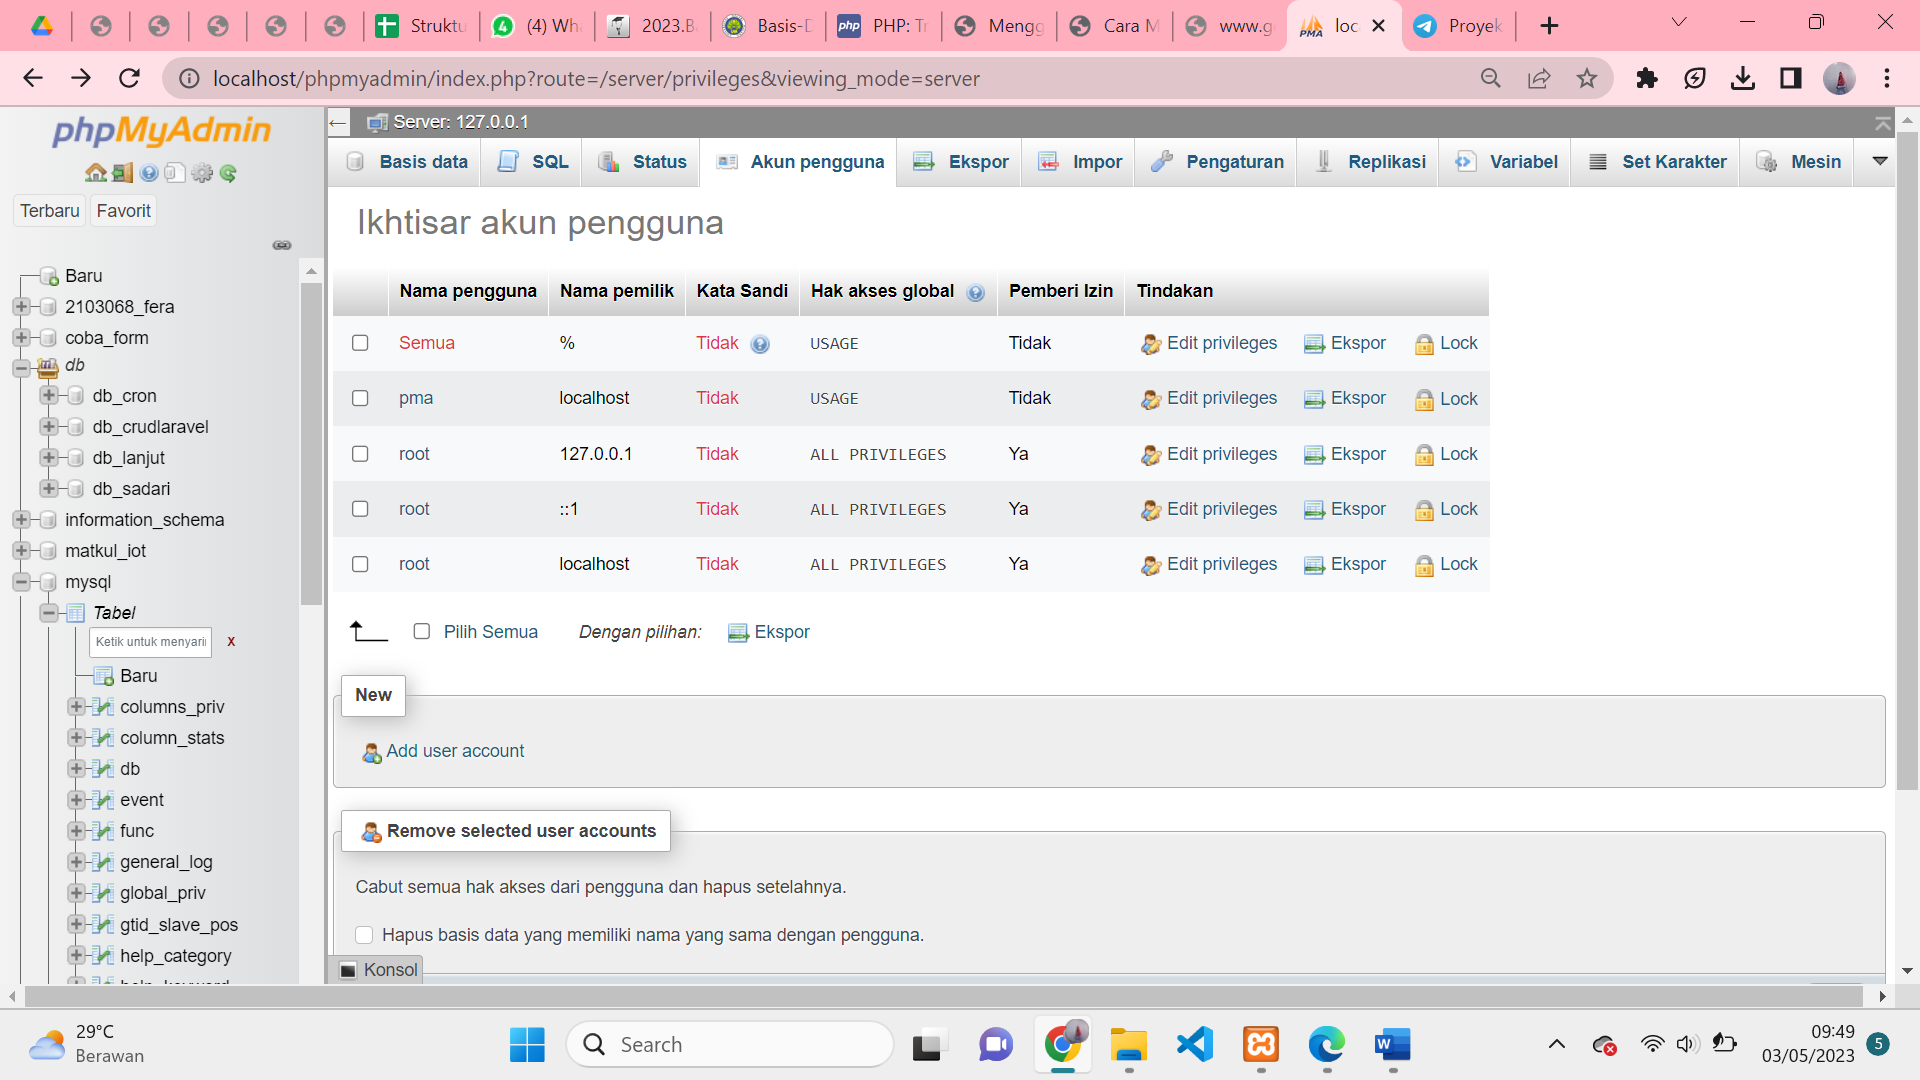 Struktu
(4) Wha
2023.Ba
Basis-D
PHP: Tr
Mengg
Cara M
www.g
loc
Proyek
localhost/phpmyadmin/index.php?route=/server/privileges&viewing_mode=server
phpMyAdmin
Terbaru Favorit
Baru
2103068_fera
coba_form
db
db_cron
db_crudlaravel
db_lanjut
db_sadari
information_schema
matkul_iot
mysql
Tabel
Ketik untuk menyari X
Baru
columns_priv
column_stats
db
event
func
general_log
global_priv
gtid_slave_pos
help_category
Server: 127.0.0.1
Basis data SQL Status Akun pengguna Ekspor Impor Pengaturan Replikasi Variabel Set Karakter Mesin
Ikhtisar akun pengguna
Nama pengguna Nama pemilik Kata Sandi Hak akses global Pemberi Izin Tindakan
Semua % Tidak USAGE Tidak Edit privileges Ekspor Lock
pma localhost Tidak USAGE Tidak Edit privileges Ekspor Lock
root 127.0.0.1 Tidak ALL PRIVILEGES Ya Edit privileges Ekspor Lock
root ::1 Tidak ALL PRIVILEGES Ya Edit privileges Ekspor Lock
root localhost Tidak ALL PRIVILEGES Ya Edit privileges Ekspor Lock
Pilih Semua Dengan pilihan: Ekspor
New
Add user account
Remove selected user accounts
Cabut semua hak akses dari pengguna dan hapus setelahnya.
Hapus basis data yang memiliki nama yang sama dengan pengguna.
Konsol
29°C
Berawan
Search
09:49
03/05/2023
5